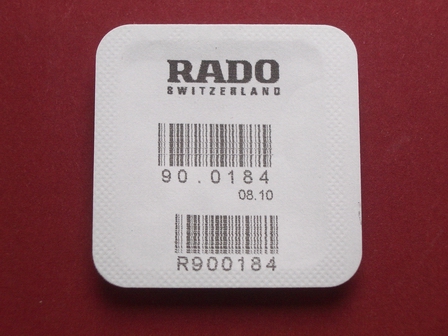 RADO
SWITZERLAND
90.0184
08.10
R900184